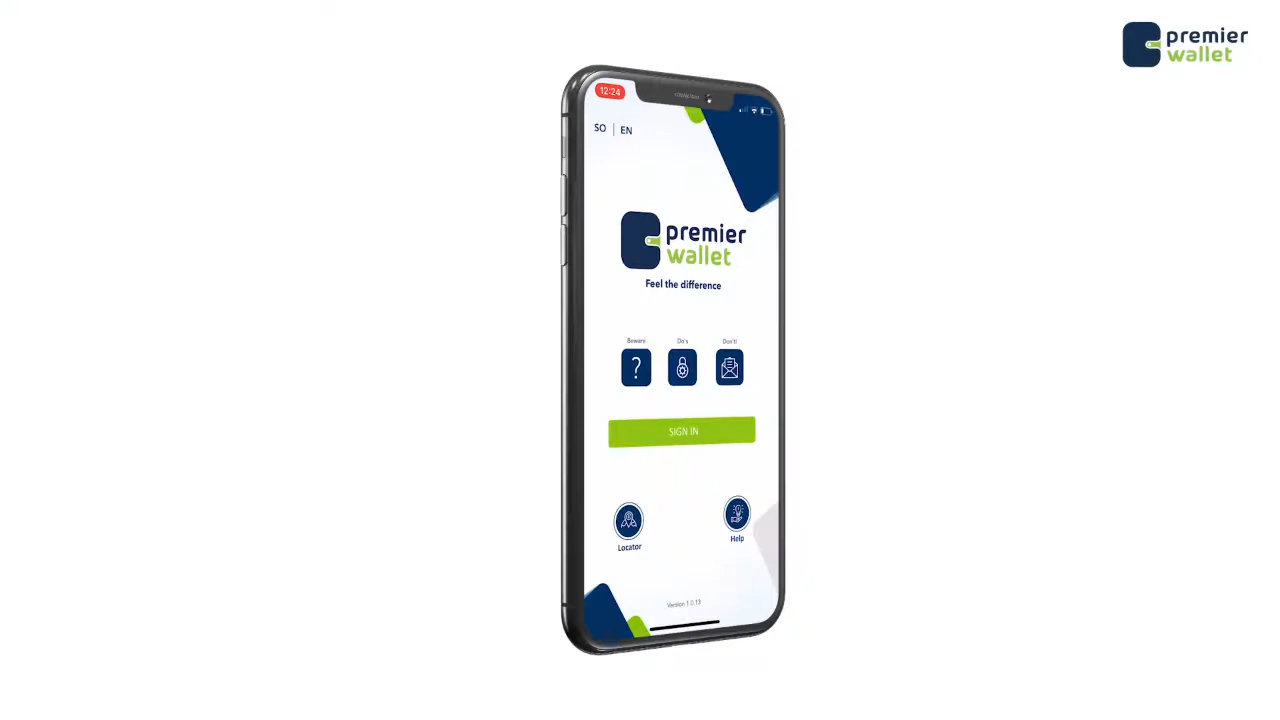 premier
wallet
12:24
SO | EN
premier
wallet
Feel the difference
Beware
Do's
Don't!
SIGN IN
Locator
Help
Version 1.0.13